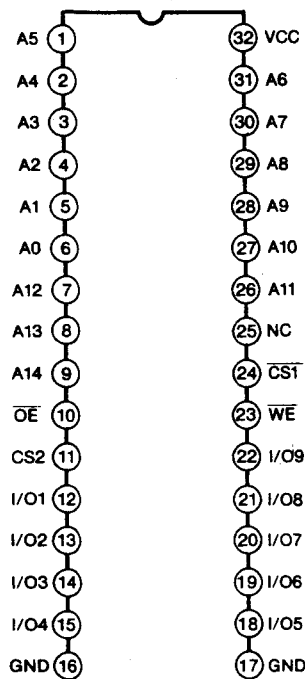 A5 1 32 VCC
A4 2 31 A6
A3 3 30 A7
A2 4 29 A8
A1 5 28 A9
A0 6 27 A10
A12 7 26 A11
A13 8 25 NC
A14 9 24 C̅S̅1̅
O̅E̅ 10 23 W̅E̅
CS2 11 22 I/O9
I/O1 12 21 I/O8
I/O2 13 20 I/O7
I/O3 14 19 I/O6
I/O4 15 18 I/O5
GND 16 17 GND